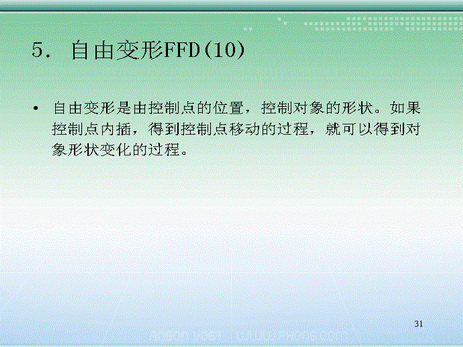 5. 自由变形FFD(10)
• 自由变形是由控制点的位置，控制对象的形状。如果
控制点内插，得到控制点移动的过程，就可以得到对
象形状变化的过程。
31